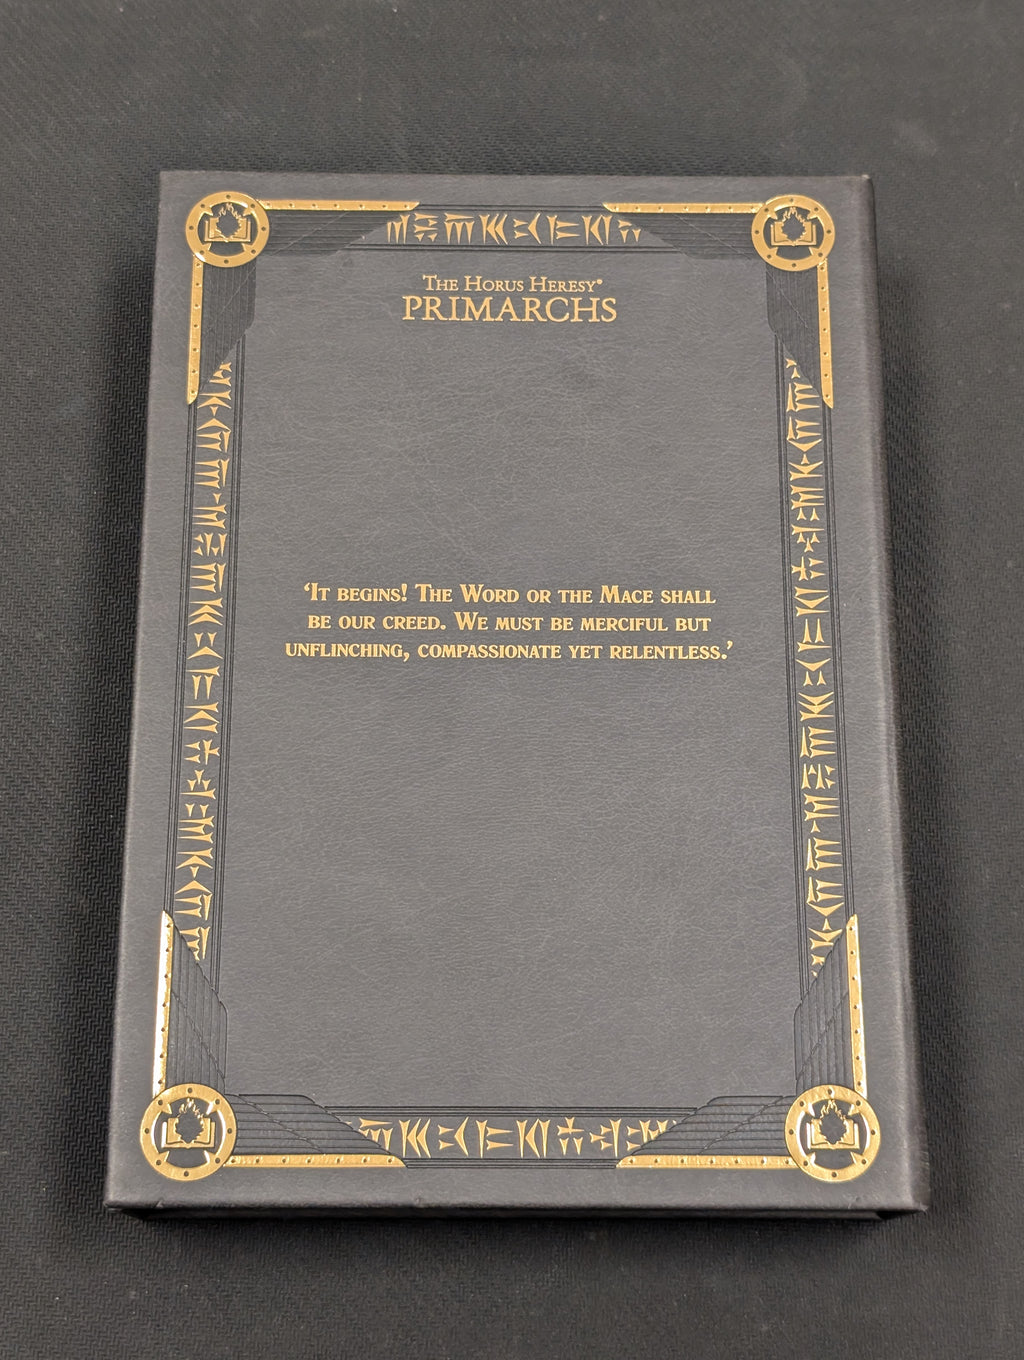 The Horus Heresy®
PRIMARCHS
‘It begins! The Word or the Mace shall
be our creed. We must be merciful but
unflinching, compassionate yet relentless.’